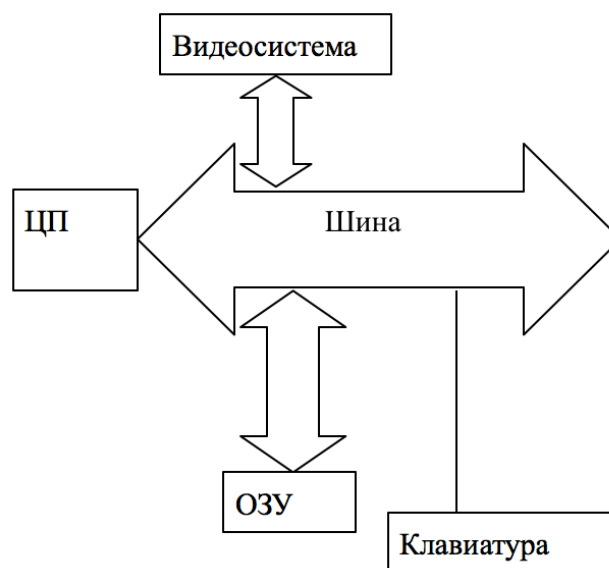 Видеосистема
ЦП
Шина
ОЗУ
Клавиатура